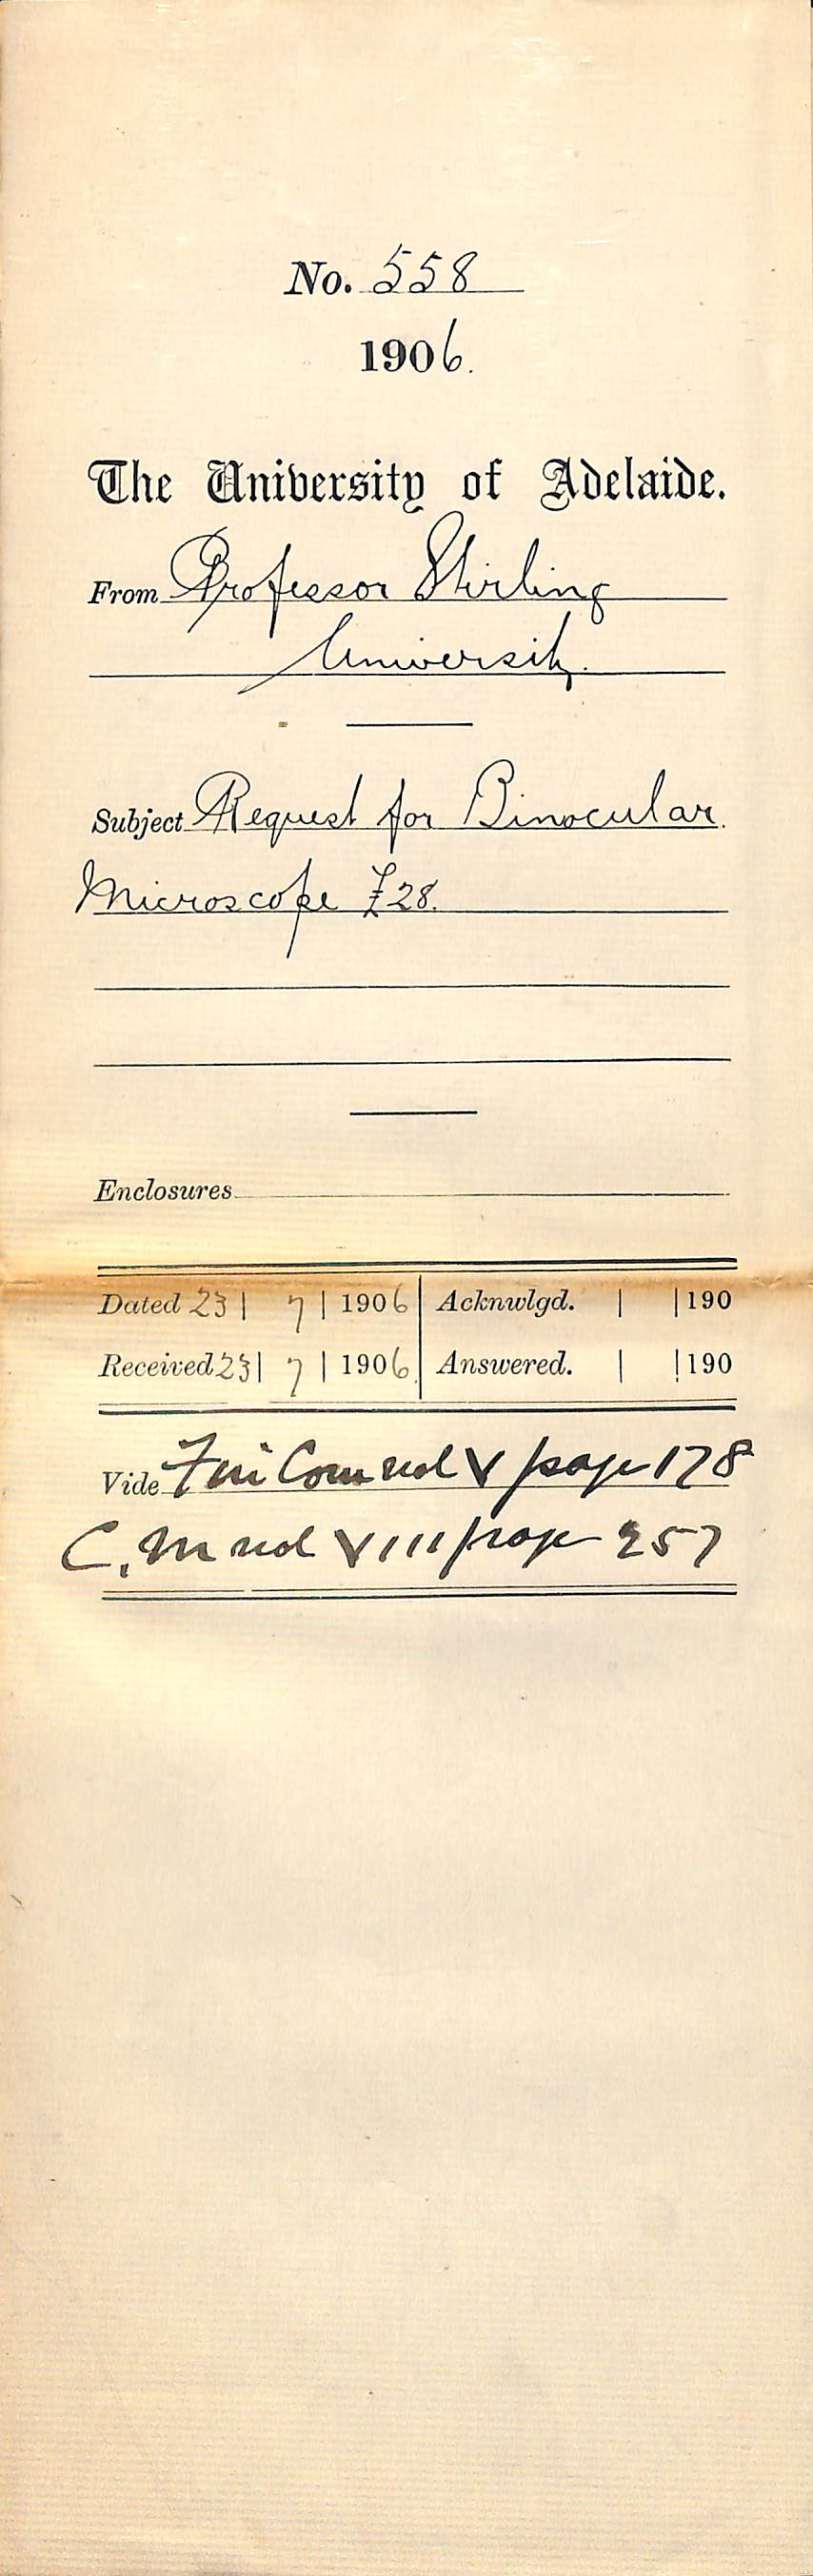 No. 558
1906.
The University of Adelaide.
From Professor Stirling
University.
Subject Request for Binocular.
Microscope £28.
Enclosures
Dated 23 | 7 | 1906 Acknwlgd. | | 190
Received 23 | 7 | 1906. Answered. | | 190
Vide Fin Com vol V page 178
C. M vol VIII page 257